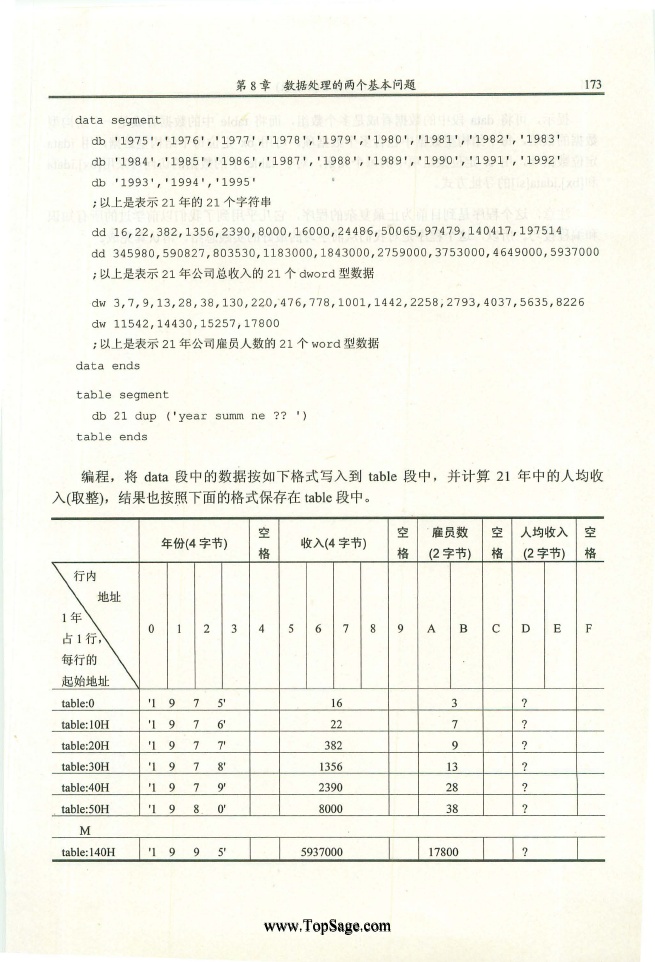 第 8 章 数据处理的两个基本问题 173
data segment
db '1975','1976','1977','1978','1979','1980','1981','1982','1983'
db '1984','1985','1986','1987','1988','1989','1990','1991','1992'
db '1993','1994','1995'
;以上是表示 21 年的 21 个字符串
dd 16,22,382,1356,2390,8000,16000,24486,50065,97479,140417,197514
dd 345980,590827,803530,1183000,1843000,2759000,3753000,4649000,5937000
;以上是表示 21 年公司总收入的 21 个 dword 型数据
dw 3,7,9,13,28,38,130,220,476,778,1001,1442,2258,2793,4037,5635,8226
dw 11542,14430,15257,17800
;以上是表示 21 年公司雇员人数的 21 个 word 型数据
data ends
table segment
db 21 dup ('year summ ne ?? ')
table ends
编程，将 data 段中的数据按如下格式写入到 table 段中，并计算 21 年中的人均收
入(取整)，结果也按照下面的格式保存在 table 段中。
年份(4 字节) 空格 收入(4 字节) 空格 雇员数(2 字节) 空格 人均收入(2 字节) 空格
行内
地址
1 年
占 1 行，
每行的
起始地址
0 1 2 3 4 5 6 7 8 9 A B C D E F
table:0 '1 9 7 5' 16 3 ?
table:10H '1 9 7 6' 22 7 ?
table:20H '1 9 7 7' 382 9 ?
table:30H '1 9 7 8' 1356 13 ?
table:40H '1 9 7 9' 2390 28 ?
table:50H '1 9 8 0' 8000 38 ?
M
table:140H '1 9 9 5' 5937000 17800 ?
www.TopSage.com